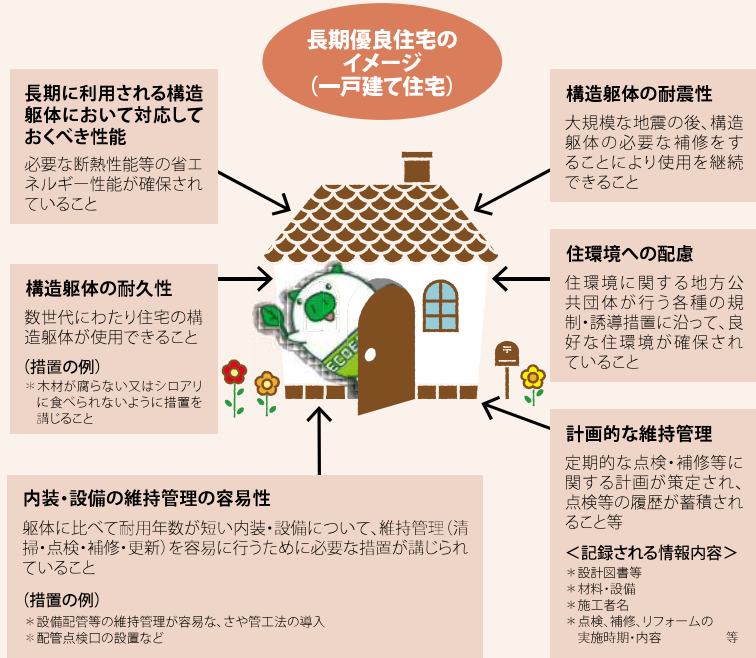 長期優良住宅の
イメージ
(一戸建て住宅)
長期に利用される構造
躯体において対応して
おくべき性能
必要な断熱性能等の省エ
ネルギー性能が確保され
ていること
構造躯体の耐久性
数世代にわたり住宅の構
造躯体が使用できること
(措置の例)
＊木材が腐らない又はシロアリ
に食べられないように措置を
講じること
構造躯体の耐震性
大規模な地震の後、構造
躯体の必要な補修をす
ることにより使用を継続
できること
住環境への配慮
住環境に関する地方公
共団体が行う各種の規
制・誘導措置に沿って、良
好な住環境が確保され
ていること
計画的な維持管理
定期的な点検・補修等に
関する計画が策定され、
点検等の履歴が蓄積され
ること等
＜記録される情報内容＞
＊設計図書等
＊材料・設備
＊施工者名
＊点検、補修、リフォームの
実施時期・内容 等
内装・設備の維持管理の容易性
躯体に比べて耐用年数が短い内装・設備について、維持管理(清
掃・点検・補修・更新)を容易に行うために必要な措置が講じられ
ていること
(措置の例)
＊設備配管等の維持管理が容易な、さや管工法の導入
＊配管点検口の設置など
ECOEC
〒